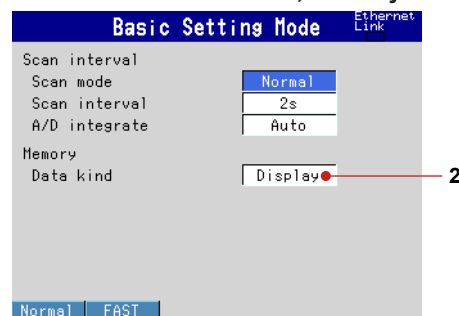 Basic Setting Mode
Ethernet
Link
Scan interval
Scan mode Normal
Scan interval 2s
A/D integrate Auto
Memory
Data kind Display
2
Normal FAST